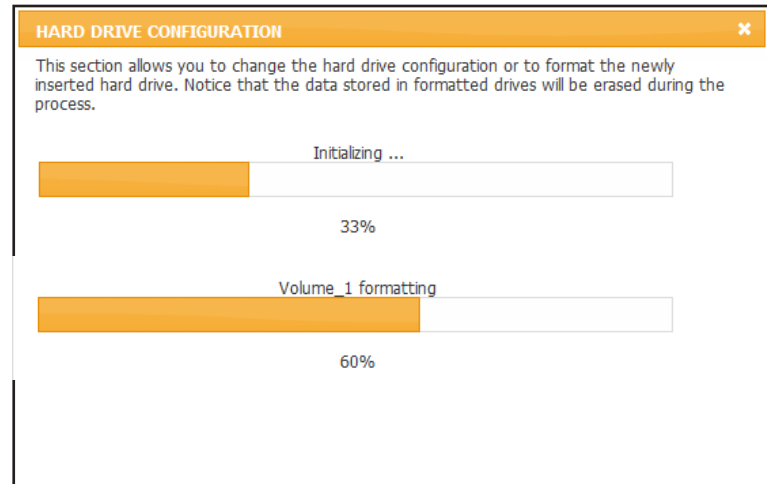 HARD DRIVE CONFIGURATION
This section allows you to change the hard drive configuration or to format the newly
inserted hard drive. Notice that the data stored in formatted drives will be erased during the
process.
Initializing ...
33%
Volume_1 formatting
60%